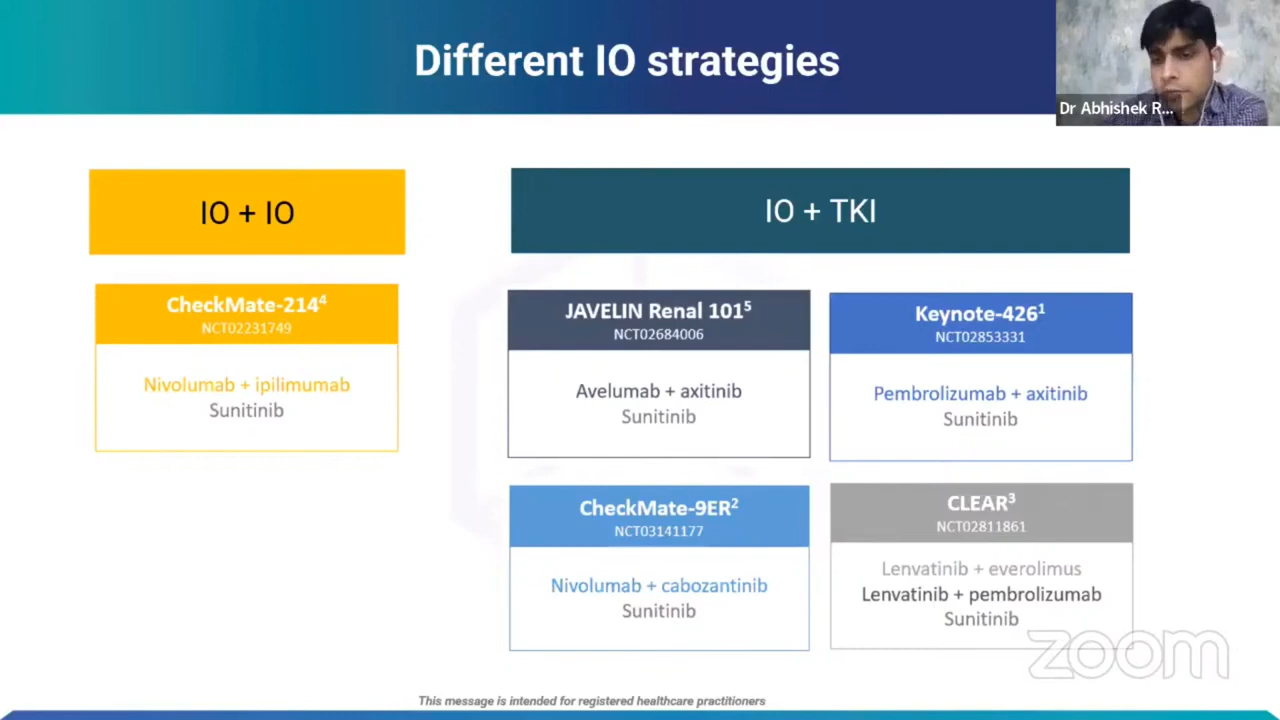 Different IO strategies
Dr Abhishek R...
IO + IO
IO + TKI
CheckMate-214⁴
NCT02231749
Nivolumab + ipilimumab
Sunitinib
JAVELIN Renal 101⁵
NCT02684006
Avelumab + axitinib
Sunitinib
Keynote-426¹
NCT02853331
Pembrolizumab + axitinib
Sunitinib
CheckMate-9ER²
NCT03141177
Nivolumab + cabozantinib
Sunitinib
CLEAR³
NCT02811861
Lenvatinib + everolimus
Lenvatinib + pembrolizumab
Sunitinib
zoom
This message is intended for registered healthcare practitioners